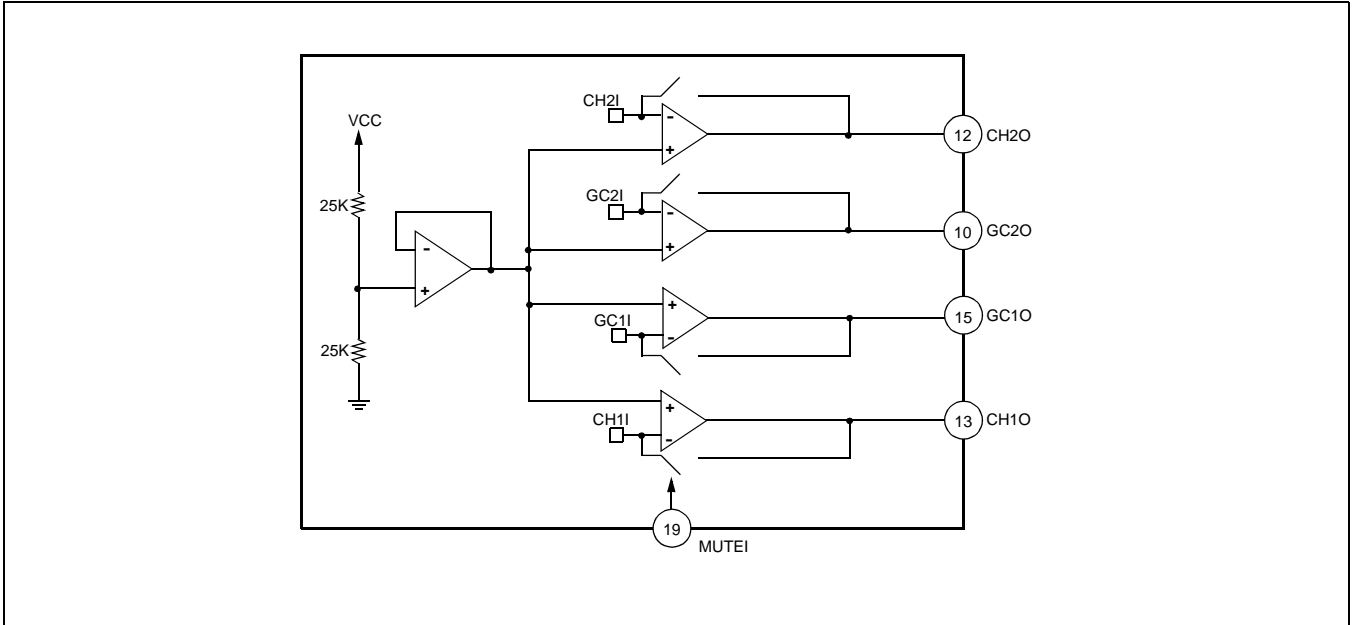 CH2I
-
+
12 CH2O
VCC
25K
GC2I
-
+
10 GC2O
-
+
GC1I
+
-
15 GC1O
25K
CH1I
+
-
13 CH1O
19
MUTEI